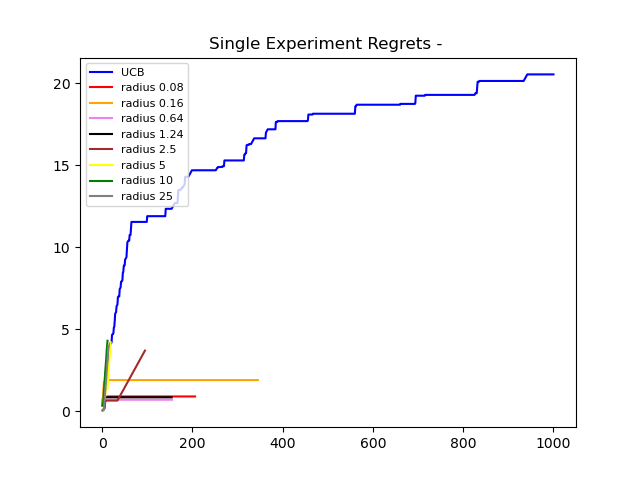 Single Experiment Regrets -
UCB
radius 0.08
radius 0.16
radius 0.64
radius 1.24
radius 2.5
radius 5
radius 10
radius 25
20
15
10
5
0
0 200 400 600 800 1000